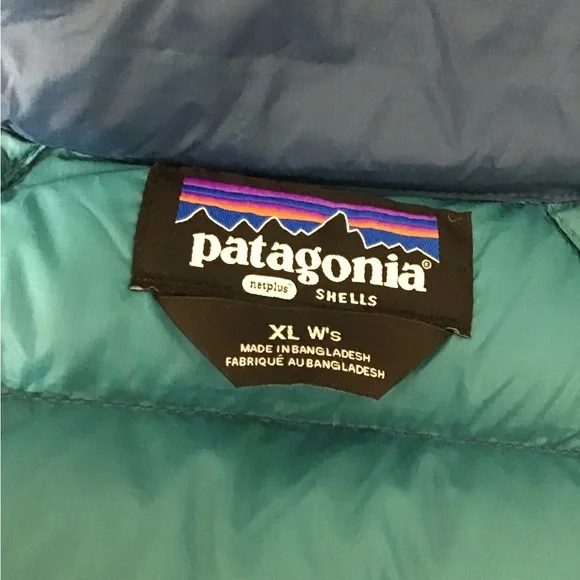 patagonia®
netplus® SHELLS
XL W's
MADE IN BANGLADESH
FABRIQUÉ AU BANGLADESH